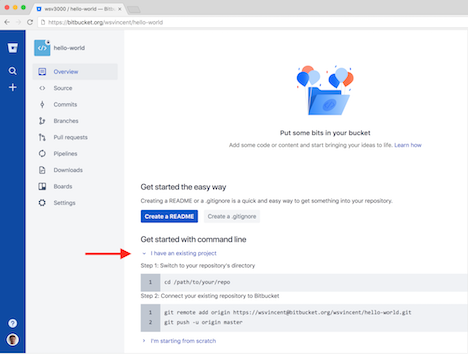 wsv3000 / hello-world — Bitbuc
https://bitbucket.org/wsvincent/hello-world
hello-world
Overview
Source
Commits
Branches
Pull requests
Pipelines
Downloads
Boards
Settings
Put some bits in your bucket
Add some code or content and start bringing your ideas to life. Learn how
Get started the easy way
Creating a README or a .gitignore is a quick and easy way to get something into your repository.
Create a README Create a .gitignore
Get started with command line
I have an existing project
Step 1: Switch to your repository's directory
1 cd /path/to/your/repo
Step 2: Connect your existing repository to Bitbucket
1 git remote add origin https://wsvincent@bitbucket.org/wsvincent/hello-world.git
2 git push -u origin master
I'm starting from scratch